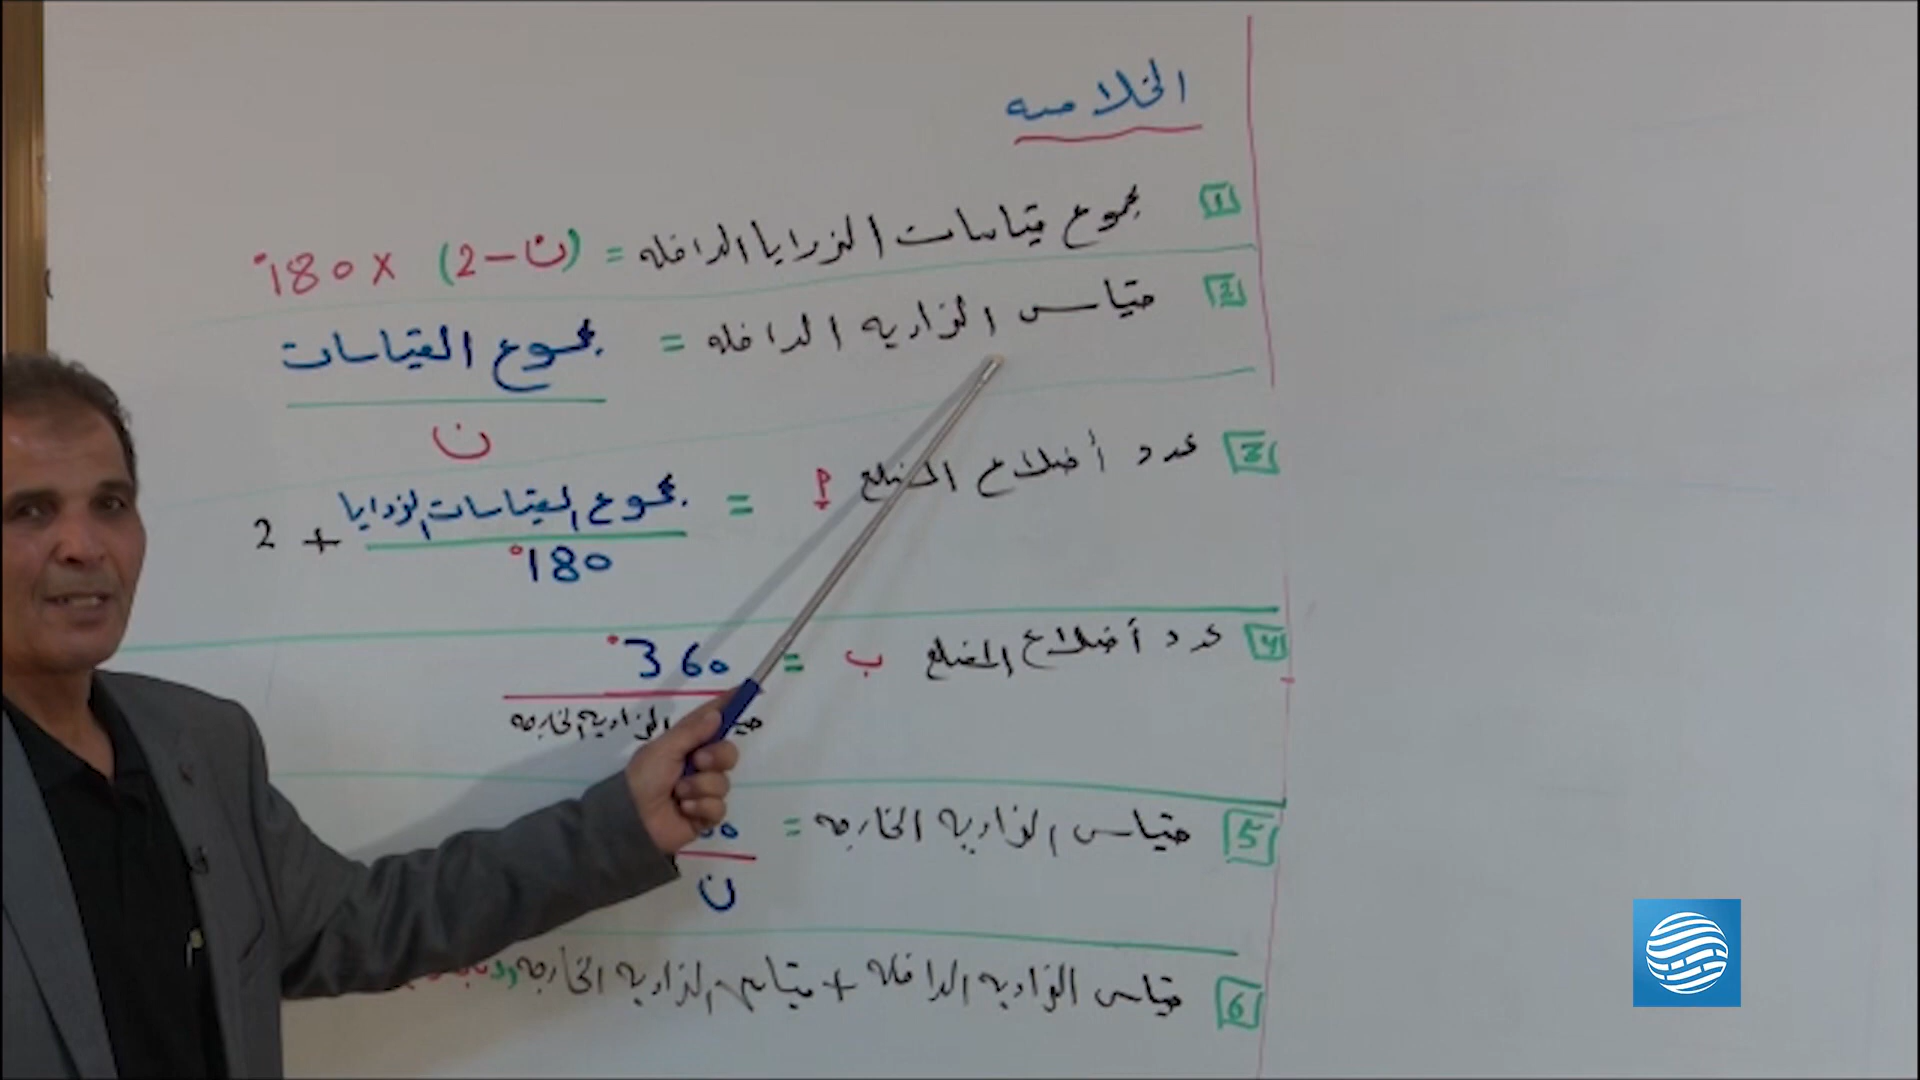 الخلاصه
1 مجموع قياسات الزوايا الداخله = (ن-2) × 180°
2 قياس الزاويه الداخله = مجموع القياسات
ن
3 عدد أضلاع المضلع أ = مجموع القياسات الزوايا + 2
180°
4 عدد أضلاع المضلع ب = 360°
قياس الزاويه الخارجه
5 قياس الزاويه الخارجه =
ن
6 قياس الزاويه الداخله + قياس الزاويه الخارجه